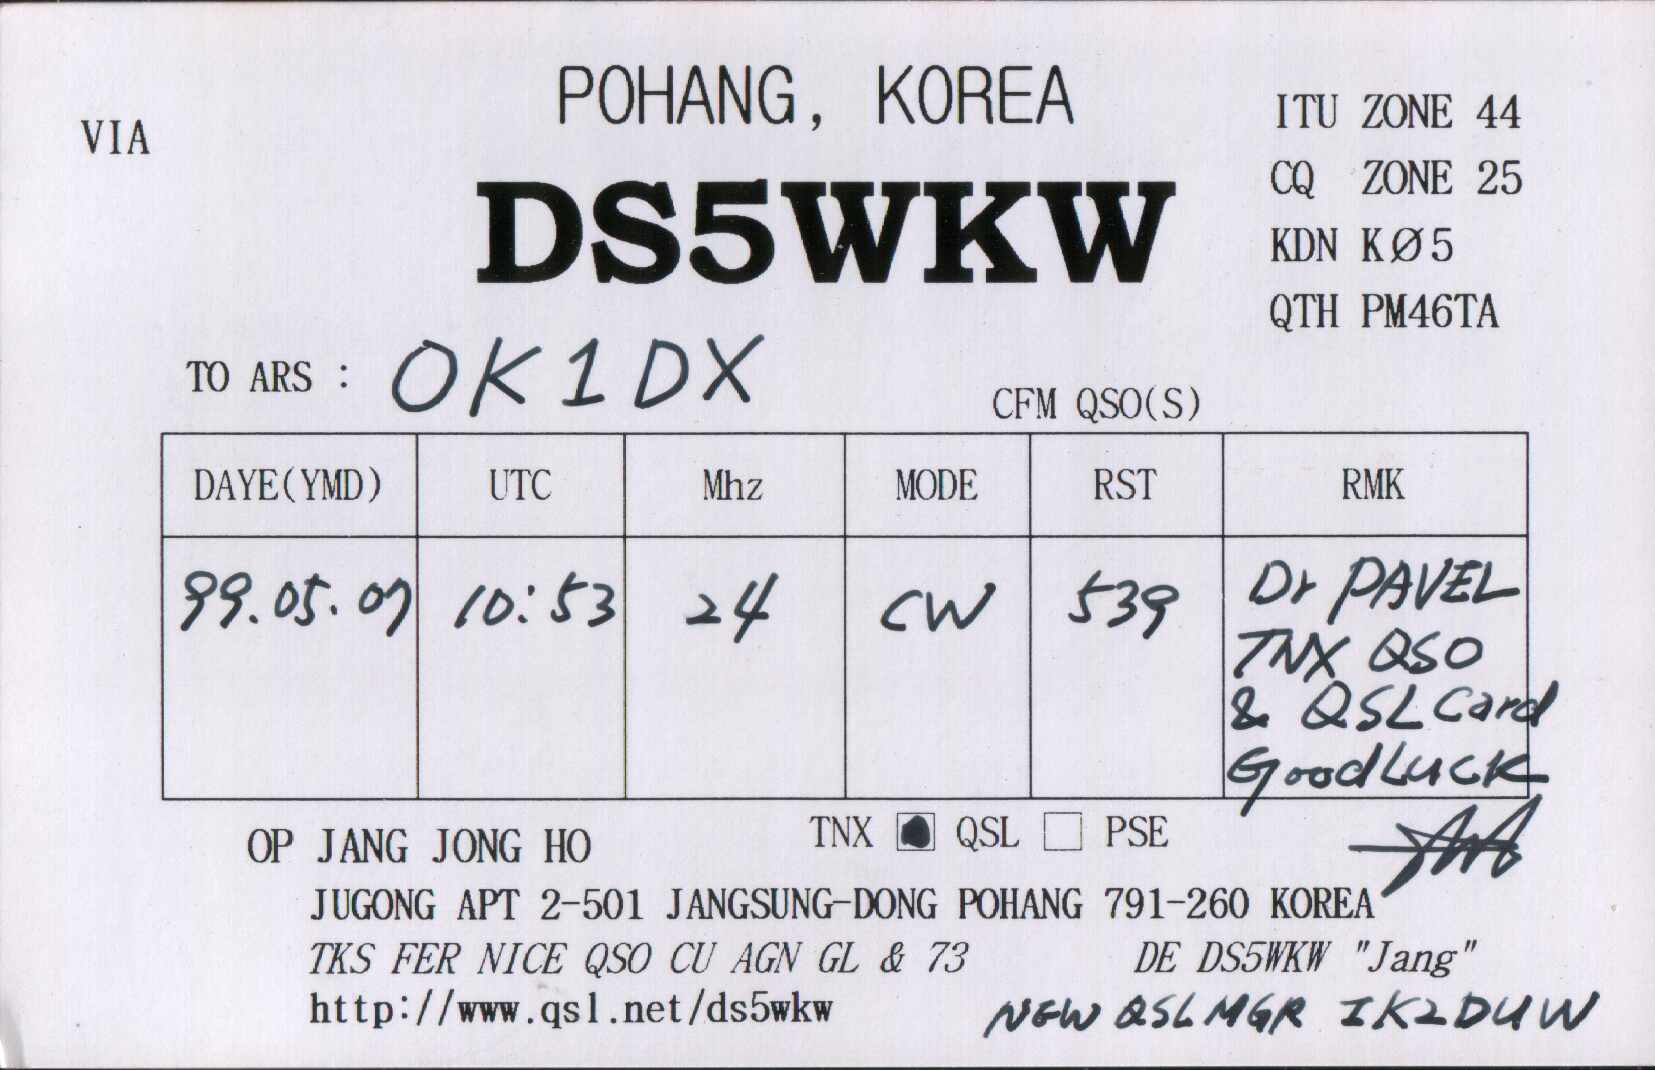 POHANG, KOREA
VIA
DS5WKW
ITU ZONE 44
CQ ZONE 25
KDN KØ5
QTH PM46TA
TO ARS : OK1DX
CFM QSO(S)
DAYE(YMD) UTC Mhz MODE RST RMK
99.05.07 10:53 24 CW 539 Dr PAVEL
TNX QSO
& QSL Card
Good Luck
TNX QSL PSE
OP JANG JONG HO
JUGONG APT 2-501 JANGSUNG-DONG POHANG 791-260 KOREA
TKS FER NICE QSO CU AGN GL & 73 DE DS5WKW "Jang"
http://www.qsl.net/ds5wkw
NEW QSL MGR IK2DUW